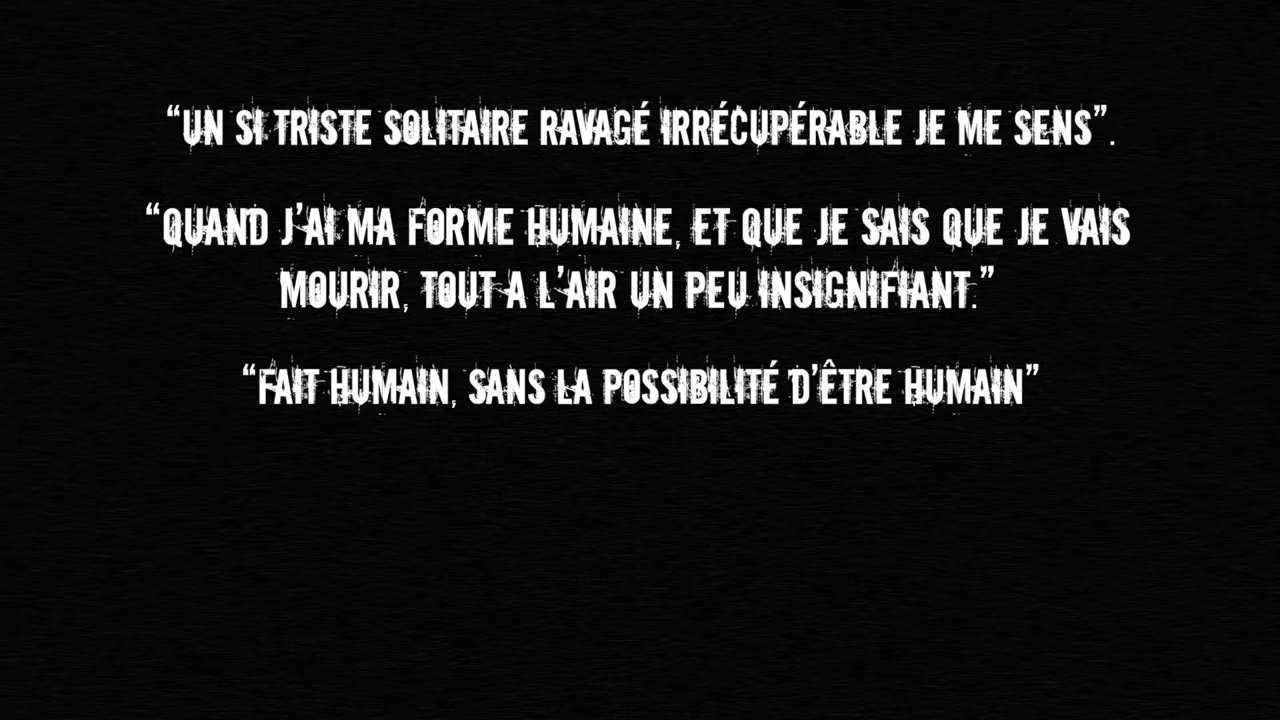 “UN SI TRISTE SOLITAIRE RAVAGÉ IRRÉCUPÉRABLE JE ME SENS”.
“QUAND J’AI MA FORME HUMAINE, ET QUE JE SAIS QUE JE VAIS
MOURIR, TOUT A L’AIR UN PEU INSIGNIFIANT.”
“FAIT HUMAIN, SANS LA POSSIBILITÉ D’ÊTRE HUMAIN”